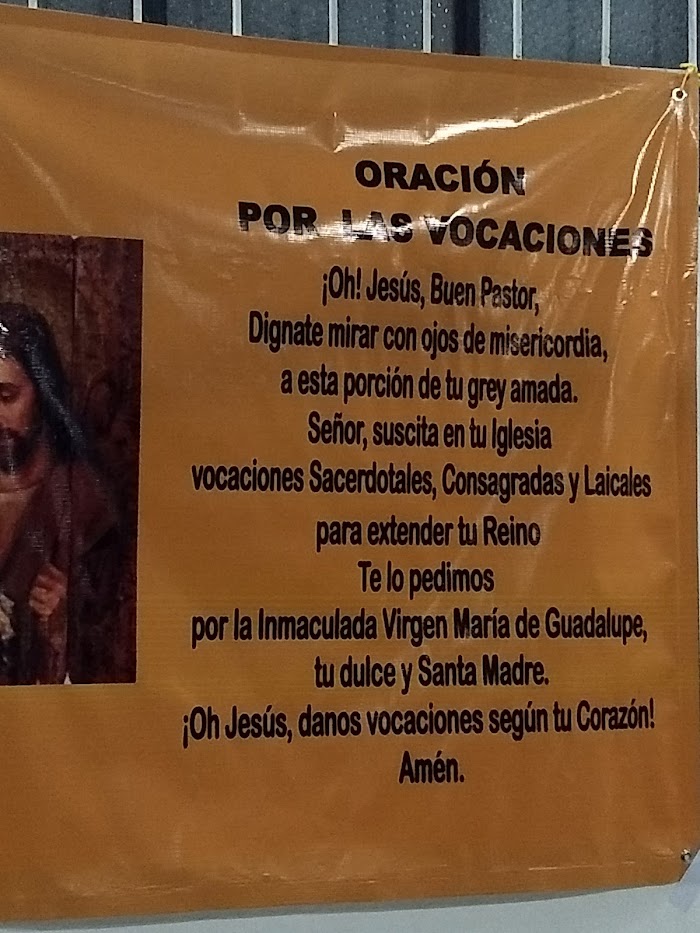 ORACIÓN
POR LAS VOCACIONES
¡Oh! Jesús, Buen Pastor,
Dignate mirar con ojos de misericordia,
a esta porción de tu grey amada.
Señor, suscita en tu Iglesia
vocaciones Sacerdotales, Consagradas y Laicales
para extender tu Reino
Te lo pedimos
por la Inmaculada Virgen María de Guadalupe,
tu dulce y Santa Madre.
¡Oh Jesús, danos vocaciones según tu Corazón!
Amén.